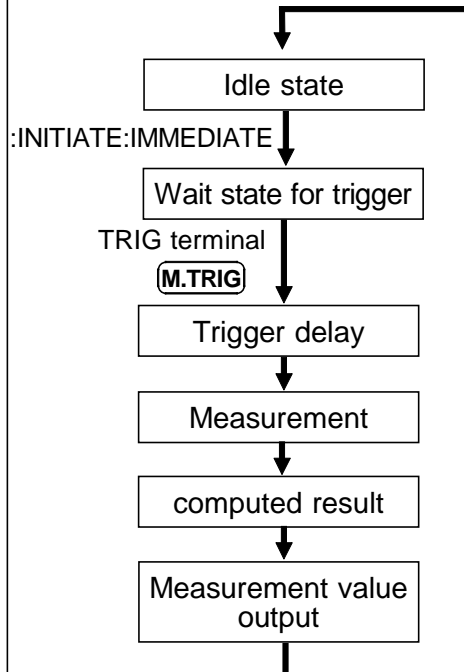 Idle state
:INITIATE:IMMEDIATE
Wait state for trigger
TRIG terminal
M.TRIG
Trigger delay
Measurement
computed result
Measurement value
output